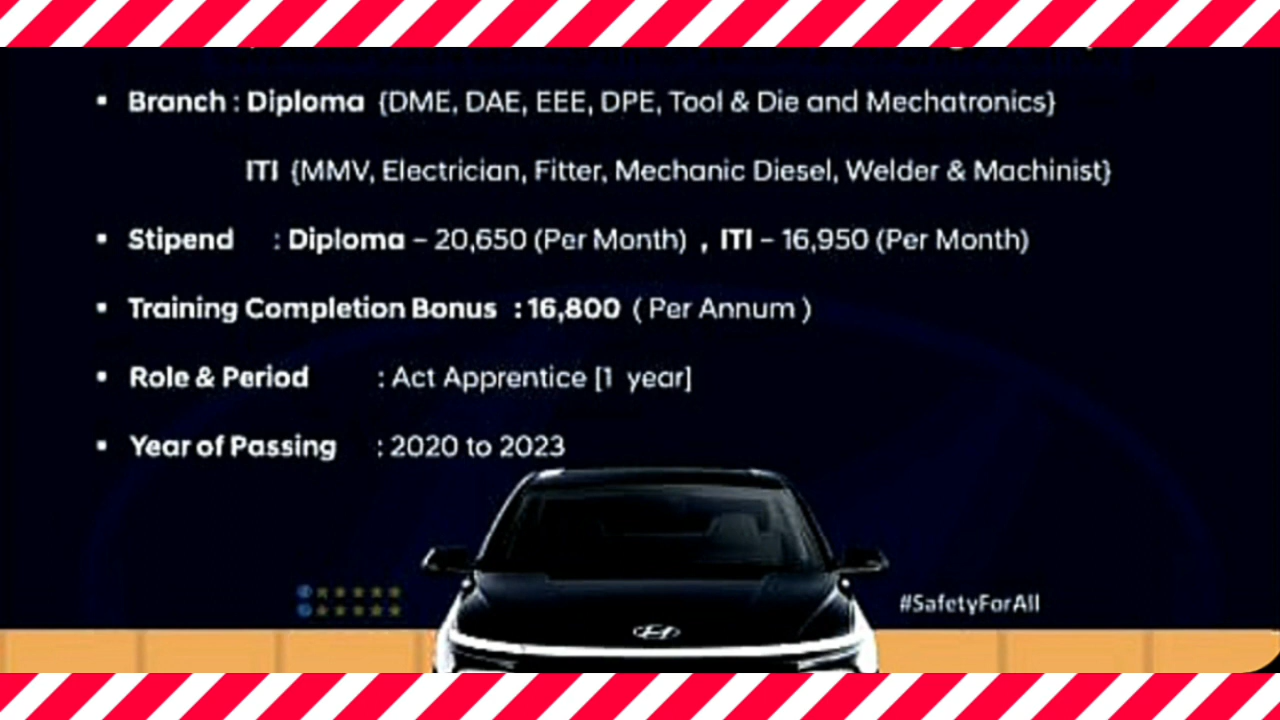 Branch : Diploma {DME, DAE, EEE, DPE, Tool & Die and Mechatronics}
ITI {MMV, Electrician, Fitter, Mechanic Diesel, Welder & Machinist}
Stipend : Diploma – 20,650 (Per Month) , ITI – 16,950 (Per Month)
Training Completion Bonus : 16,800 ( Per Annum )
Role & Period : Act Apprentice [1 year]
Year of Passing : 2020 to 2023
#SafetyForAll